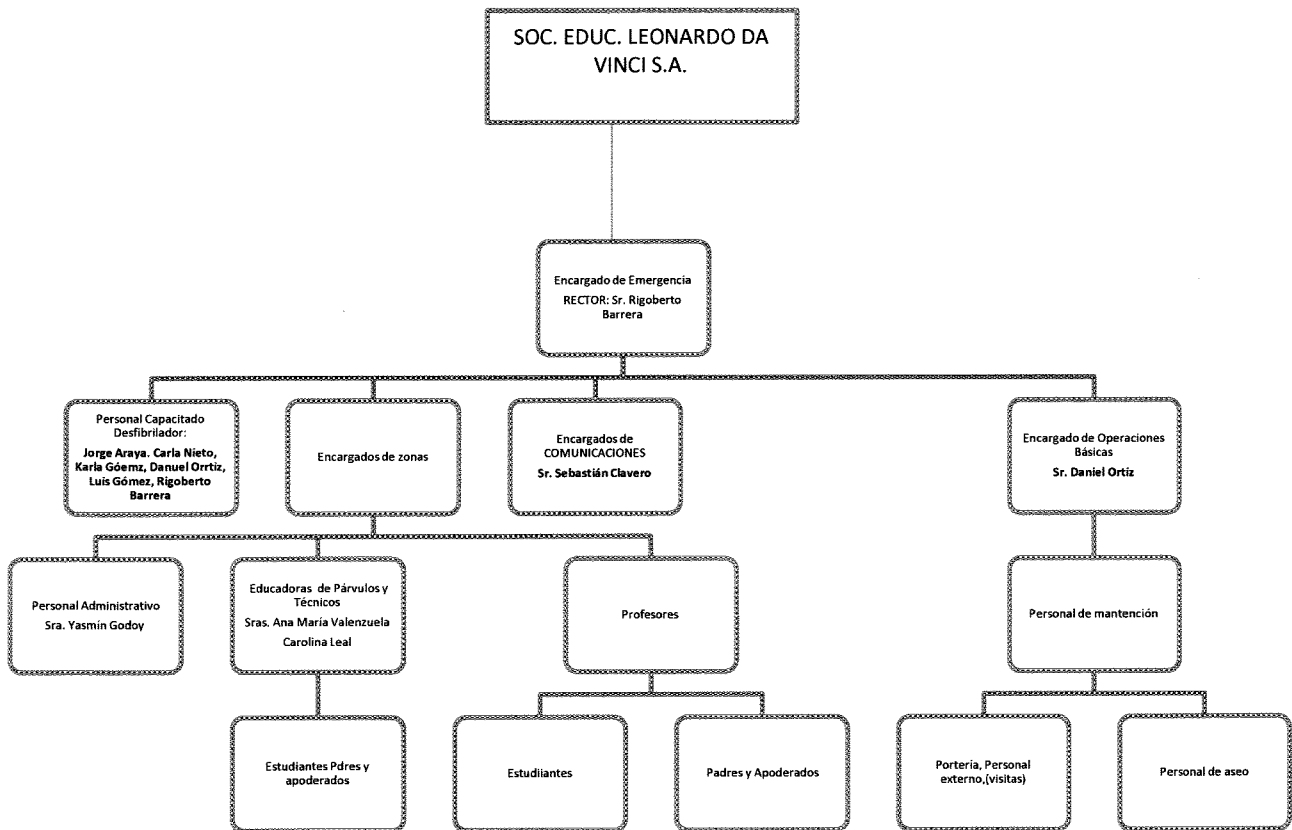 SOC. EDUC. LEONARDO DA
VINCI S.A.
Encargado de Emergencia
RECTOR: Sr. Rigoberto
Barrera
Personal Capacitado
Desfibrilador:
Jorge Araya. Carla Nieto,
Karla Góemz, Danuel Orrtiz,
Luís Gómez, Rigoberto
Barrera
Encargados de zonas
Encargados de
COMUNICACIONES
Sr. Sebastián Clavero
Encargado de Operaciones
Básicas
Sr. Daniel Ortiz
Personal Administrativo
Sra. Yasmín Godoy
Educadoras de Párvulos y
Técnicos
Sras. Ana María Valenzuela
Carolina Leal
Profesores
Personal de mantención
Estudiantes Pdres y
apoderados
Estudiiantes
Padres y Apoderados
Portería, Personal
externo,(visitas)
Personal de aseo